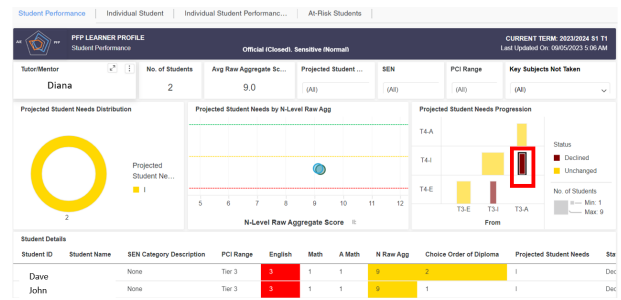 Student Performance Individual Student Individual Student Performanc... At-Risk Students
PFP LEARNER PROFILE
Student Performance
Official (Closed). Sensitive (Normal)
CURRENT TERM: 2023/2024 S1 T1
Last Updated On: 09/05/2023 5:06 AM
Tutor/Mentor No. of Students Avg Raw Aggregate Sc... Projected Student ... SEN PCI Range Key Subjects Not Taken
Diana 2 9.0 (All) (All) (All) (All)
Projected Student Needs Distribution Projected Student Needs by N-Level Raw Agg Projected Student Needs Progression
Projected
Student Ne...
I
2
5 6 7 8 9 10 11 12
N-Level Raw Aggregate Score
T4-A
T4-I
T4-E
T3-E T3-I T3-A
From
Status
Declined
Unchanged
No. of Students
Min: 1
Max: 9
Student Details
Student ID Student Name SEN Category Description PCI Range English Math A Math N Raw Agg Choice Order of Diploma Projected Student Needs Sta
Dave None Tier 3 3 1 1 9 2 I Dec
John None Tier 3 3 1 1 9 1 I Dec